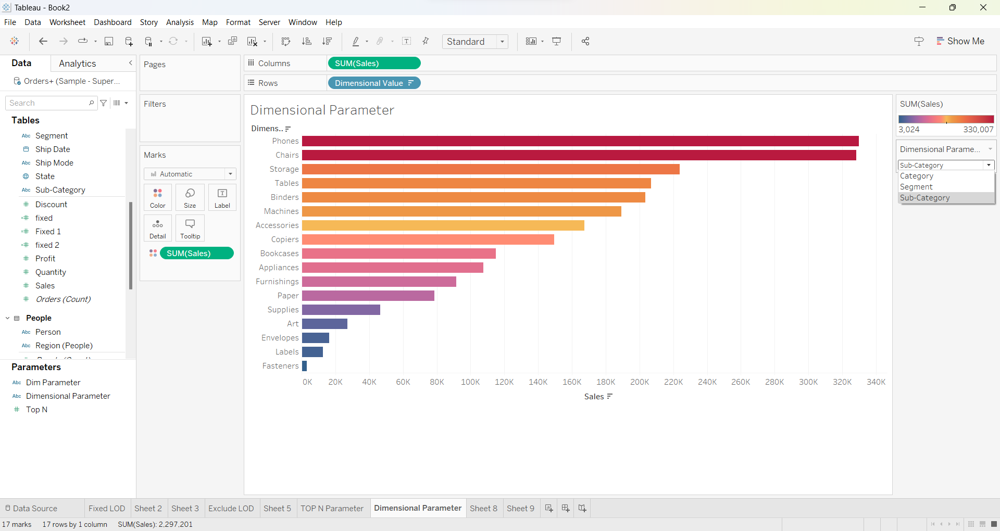 Tableau - Book2
File Data Worksheet Dashboard Story Analysis Map Format Server Window Help
Standard
Show Me
Data Analytics
Orders+ (Sample - Super...
Search
Tables
Abc Segment
Ship Date
Abc Ship Mode
State
Abc Sub-Category
# Discount
=# fixed
=# Fixed 1
=# fixed 2
# Profit
# Quantity
# Sales
# Orders (Count)
People
Abc Person
Abc Region (People)
Parameters
Abc Dim Parameter
Abc Dimensional Parameter
# Top N
Pages
Filters
Marks
Automatic
Color Size Label
Detail Tooltip
SUM(Sales)
Columns SUM(Sales)
Rows Dimensional Value
Dimensional Parameter
Dimens..
Phones
Chairs
Storage
Tables
Binders
Machines
Accessories
Copiers
Bookcases
Appliances
Furnishings
Paper
Supplies
Art
Envelopes
Labels
Fasteners
0K 20K 40K 60K 80K 100K 120K 140K 160K 180K 200K 220K 240K 260K 280K 300K 320K 340K
Sales
SUM(Sales)
3,024 330,007
Dimensional Parame...
Sub-Category
Category
Segment
Sub-Category
Data Source Fixed LOD Sheet 2 Sheet 3 Exclude LOD Sheet 5 TOP N Parameter Dimensional Parameter Sheet 8 Sheet 9
17 marks 17 rows by 1 column SUM(Sales): 2,297,201